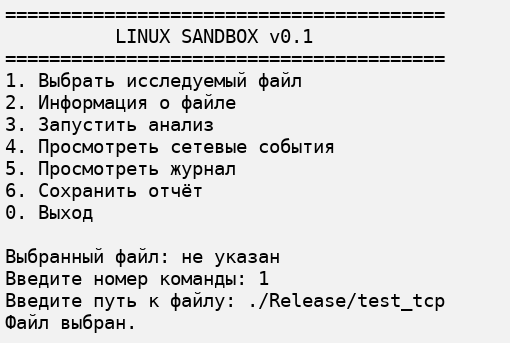 ========================================
LINUX SANDBOX v0.1
========================================
1. Выбрать исследуемый файл
2. Информация о файле
3. Запустить анализ
4. Просмотреть сетевые события
5. Просмотреть журнал
6. Сохранить отчёт
0. Выход
Выбранный файл: не указан
Введите номер команды: 1
Введите путь к файлу: ./Release/test_tcp
Файл выбран.